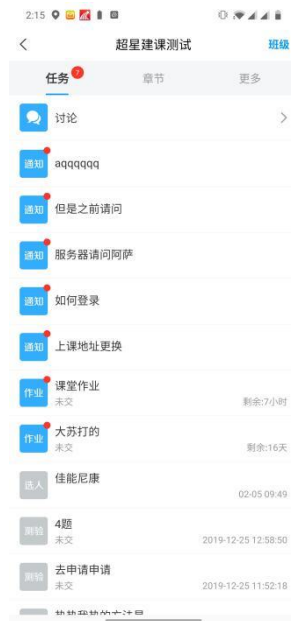 2:15
超星建课测试
班级
任务
7
章节
更多
讨论
通知
aqqqqqq
通知
但是之前请问
通知
服务器请问阿萨
通知
如何登录
通知
上课地址更换
作业
课堂作业
未交
剩余:7小时
作业
大苏打的
未交
剩余:16天
选人
佳能尼康
02-05 09:49
测验
4题
未交
2019-12-25 12:58:50
测验
去申请申请
未交
2019-12-25 11:52:18